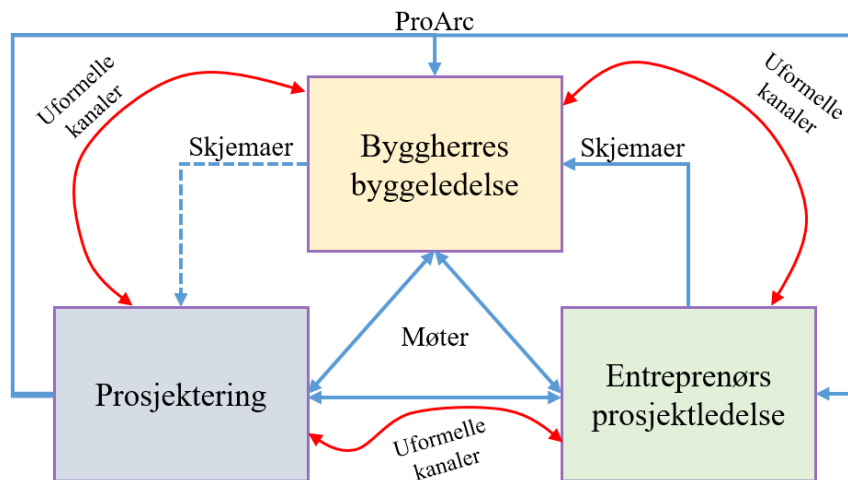 ProArc
Uformelle
kanaler
Uformelle
kanaler
Skjemaer
Byggherres
byggeledelse
Skjemaer
Møter
Prosjektering
Entreprenørs
prosjektledelse
Uformelle
kanaler